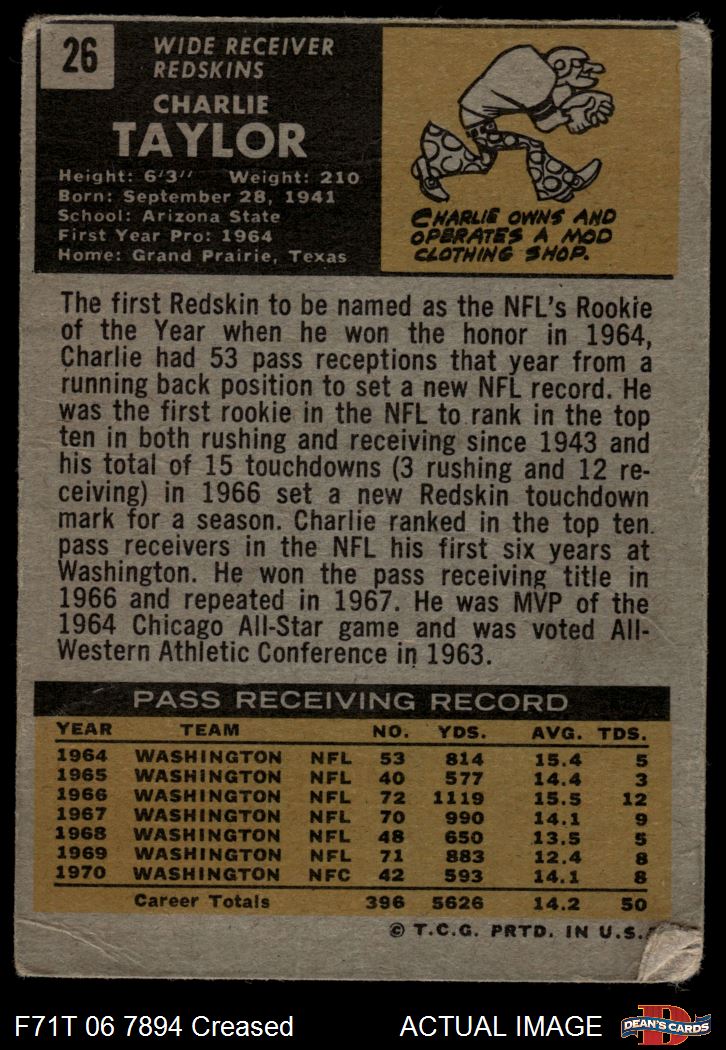 26
WIDE RECEIVER
REDSKINS
CHARLIE
TAYLOR
Height: 6'3" Weight: 210
Born: September 28, 1941
School: Arizona State
First Year Pro: 1964
Home: Grand Prairie, Texas
CHARLIE OWNS AND
OPERATES A MOD
CLOTHING SHOP.
The first Redskin to be named as the NFL's Rookie
of the Year when he won the honor in 1964,
Charlie had 53 pass receptions that year from a
running back position to set a new NFL record. He
was the first rookie in the NFL to rank in the top
ten in both rushing and receiving since 1943 and
his total of 15 touchdowns (3 rushing and 12 re-
ceiving) in 1966 set a new Redskin touchdown
mark for a season. Charlie ranked in the top ten
pass receivers in the NFL his first six years at
Washington. He won the pass receiving title in
1966 and repeated in 1967. He was MVP of the
1964 Chicago All-Star game and was voted All-
Western Athletic Conference in 1963.
PASS RECEIVING RECORD
YEAR TEAM NO. YDS. AVG. TDS.
1964 WASHINGTON NFL 53 814 15.4 5
1965 WASHINGTON NFL 40 577 14.4 3
1966 WASHINGTON NFL 72 1119 15.5 12
1967 WASHINGTON NFL 70 990 14.1 9
1968 WASHINGTON NFL 48 650 13.5 5
1969 WASHINGTON NFL 71 883 12.4 8
1970 WASHINGTON NFC 42 593 14.1 8
Career Totals 396 5626 14.2 50
© T.C.G. PRTD. IN U.S.
F71T 06 7894 Creased ACTUAL IMAGE
D
DEAN'S CARDS